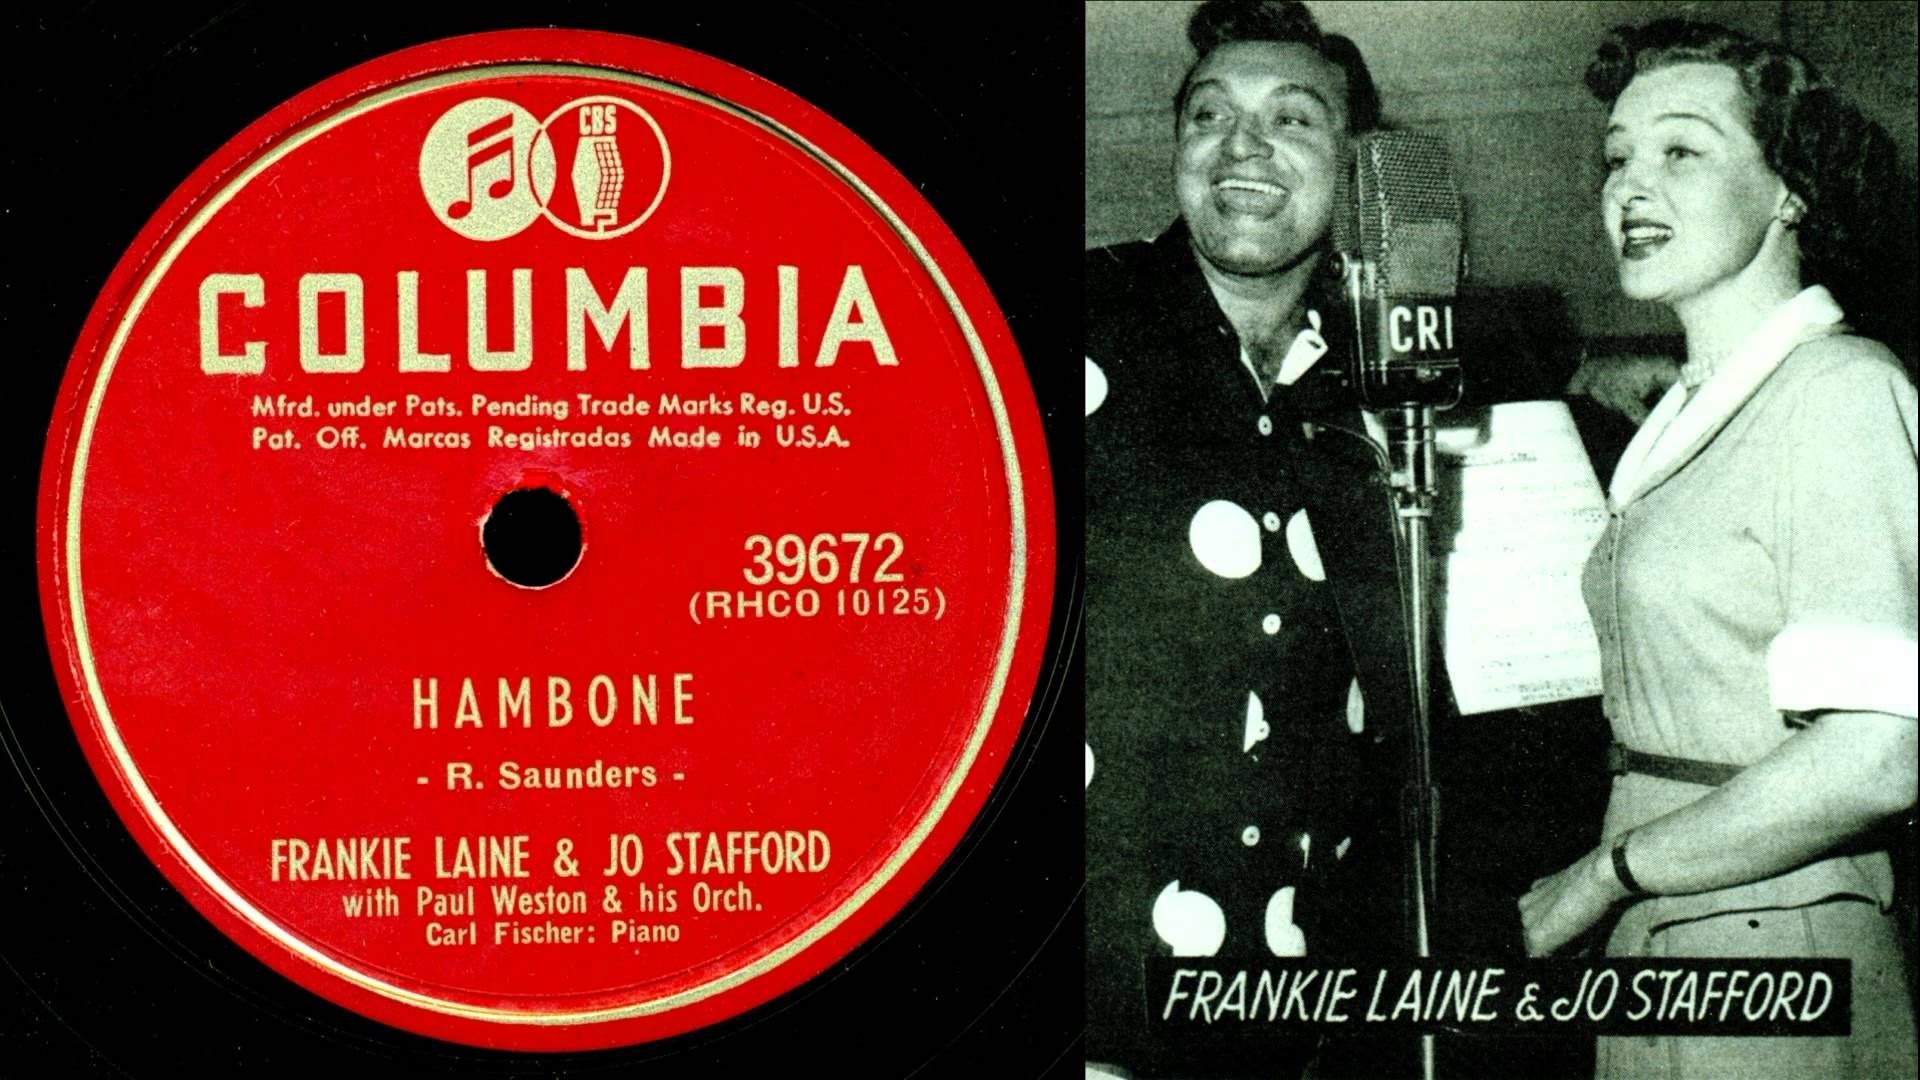 CBS
COLUMBIA
Mfrd. under Pats. Pending Trade Marks Reg. U.S.
Pat. Off. Marcas Registradas Made in U.S.A.
39672
(RHCO 10125)
HAMBONE
- R. Saunders -
FRANKIE LAINE & JO STAFFORD
with Paul Weston & his Orch.
Carl Fischer: Piano
CRI
FRANKIE LAINE & JO STAFFORD